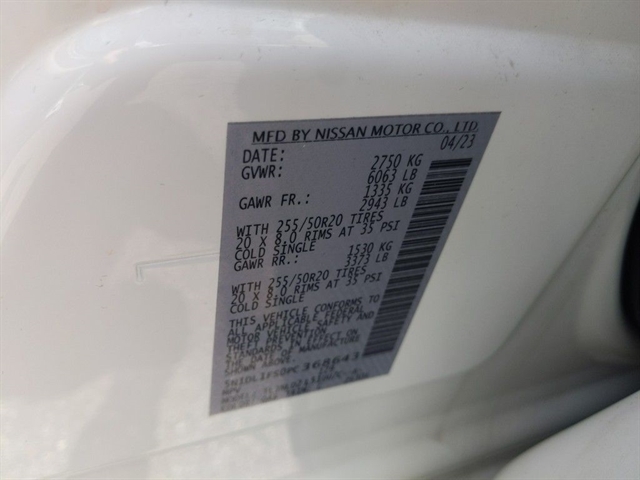 MFD BY NISSAN MOTOR CO., LTD.
DATE: 04/23
GVWR: 2750 KG
6063 LB
GAWR FR.: 1335 KG
2943 LB
WITH 255/50R20 TIRES
20 X 8.0 RIMS AT 35 PSI
COLD SINGLE
GAWR RR.: 1530 KG
3373 LB
WITH 255/50R20 TIRES
20 X 8.0 RIMS AT 35 PSI
COLD SINGLE
THIS VEHICLE CONFORMS TO
ALL APPLICABLE FEDERAL
MOTOR VEHICLE SAFETY AND
THEFT PREVENTION STANDARDS
IN EFFECT ON THE DATE OF MANUFACTURE
SHOWN ABOVE
368643
MPV